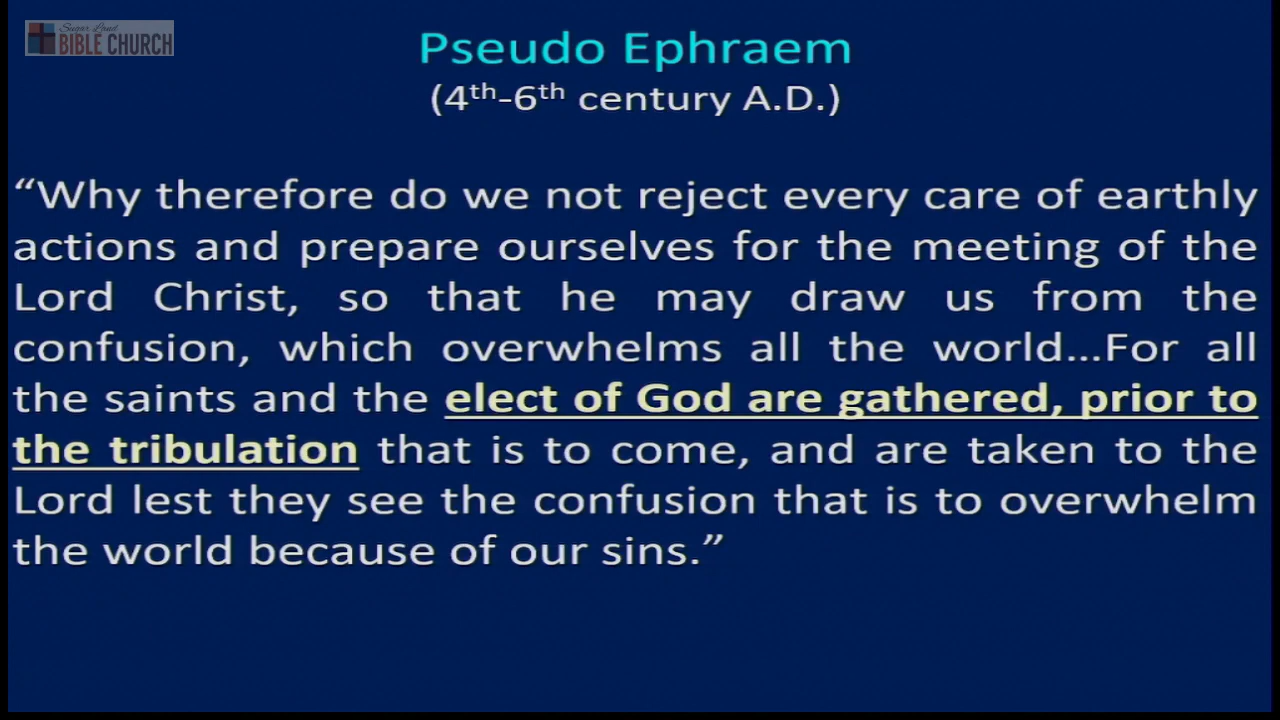 Sugar Land
BIBLE CHURCH
Pseudo Ephraem
(4th-6th century A.D.)
“Why therefore do we not reject every care of earthly
actions and prepare ourselves for the meeting of the
Lord Christ, so that he may draw us from the
confusion, which overwhelms all the world...For all
the saints and the elect of God are gathered, prior to
the tribulation that is to come, and are taken to the
Lord lest they see the confusion that is to overwhelm
the world because of our sins.”